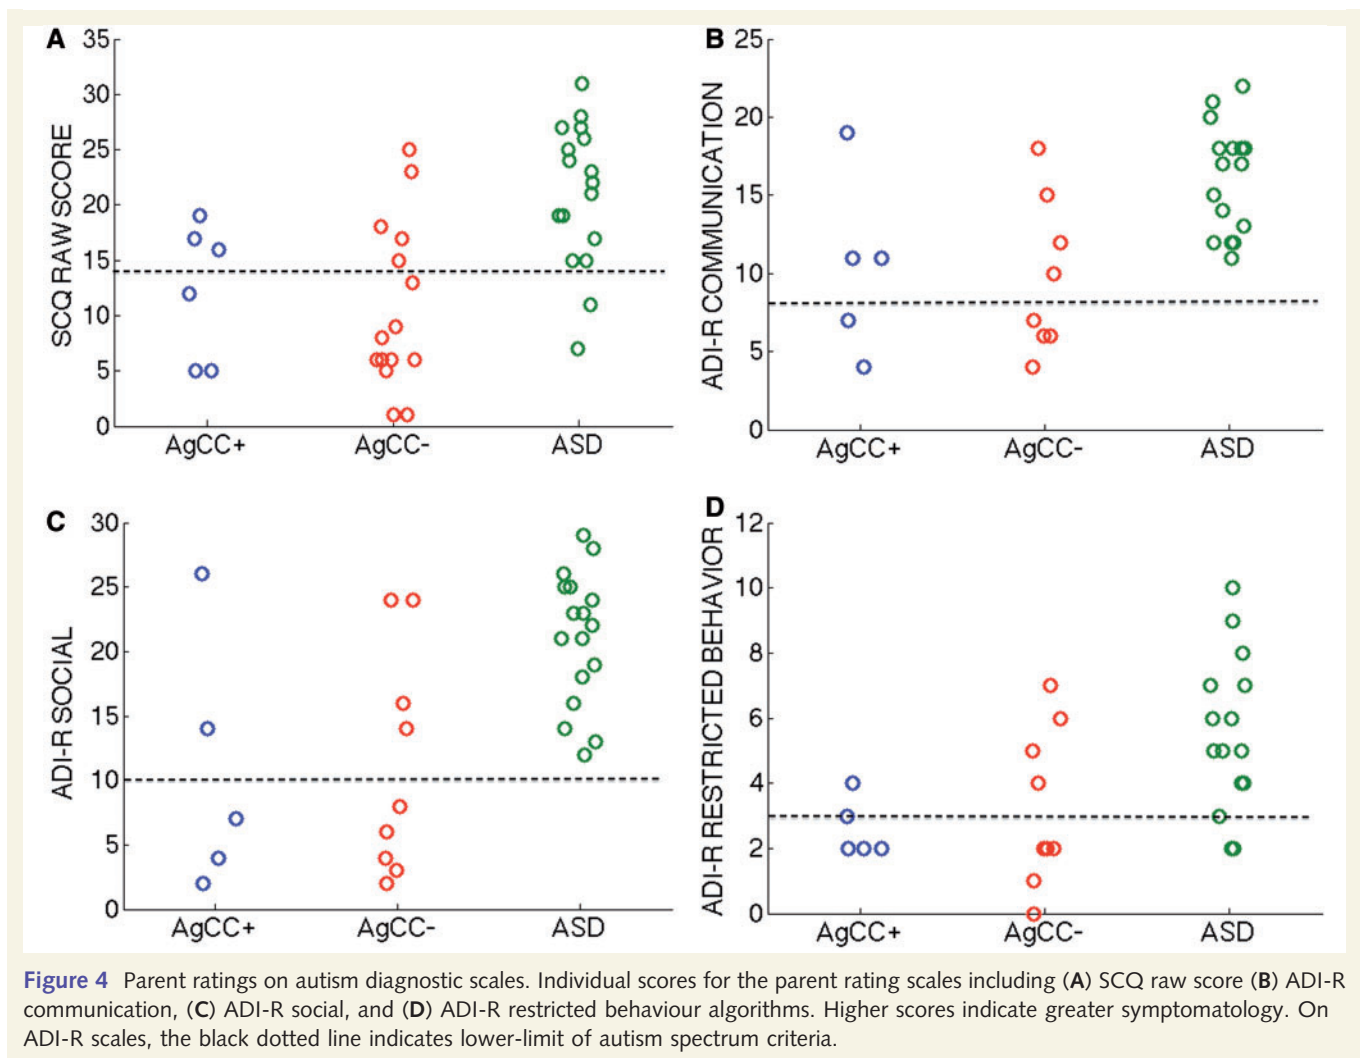 A
35
30
25
20
15
10
5
0
SCQ RAW SCORE
AgCC+ AgCC- ASD
B
25
20
15
10
5
0
ADI-R COMMUNICATION
AgCC+ AgCC- ASD
C
30
25
20
15
10
5
0
ADI-R SOCIAL
AgCC+ AgCC- ASD
D
12
10
8
6
4
2
0
ADI-R RESTRICTED BEHAVIOR
AgCC+ AgCC- ASD
Figure 4 Parent ratings on autism diagnostic scales. Individual scores for the parent rating scales including (A) SCQ raw score (B) ADI-R
communication, (C) ADI-R social, and (D) ADI-R restricted behaviour algorithms. Higher scores indicate greater symptomatology. On
ADI-R scales, the black dotted line indicates lower-limit of autism spectrum criteria.